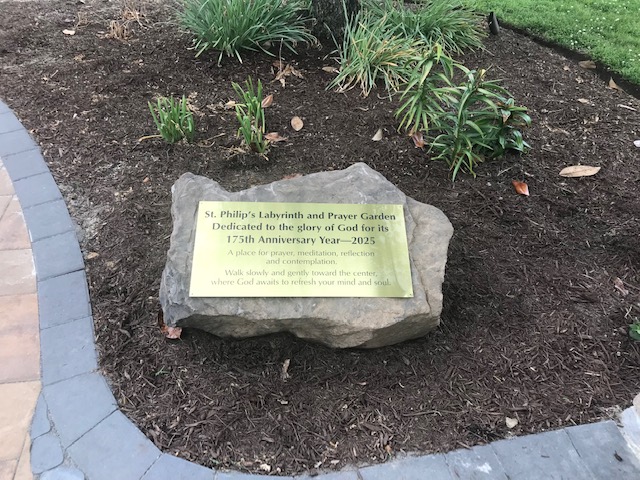 St. Philip's Labyrinth and Prayer Garden
Dedicated to the glory of God for its
175th Anniversary Year—2025
A place for prayer, meditation, reflection
and contemplation.
Walk slowly and gently toward the center,
where God awaits to refresh your mind and soul.